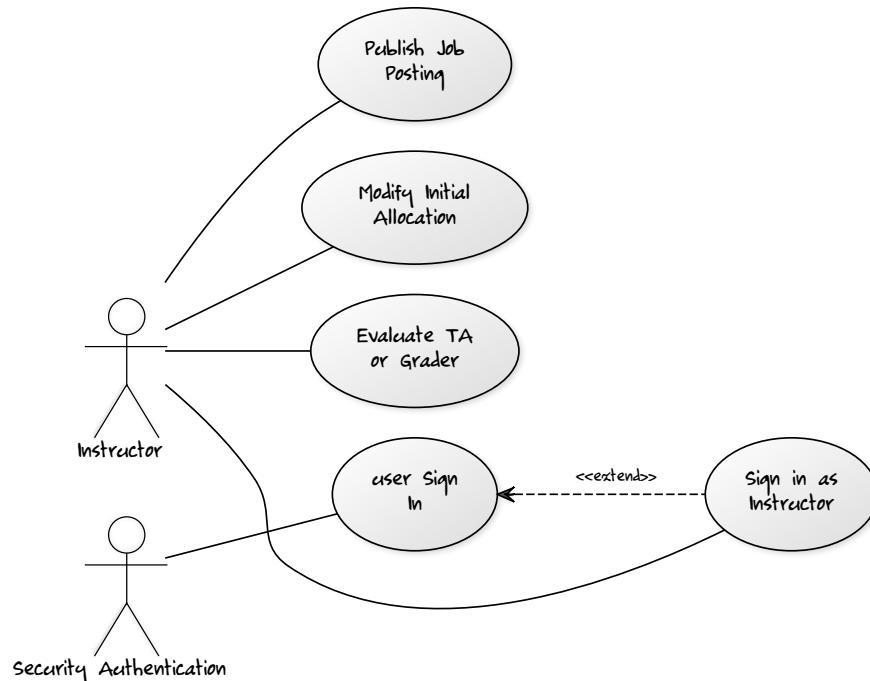 Publish Job
Posting
Modify Initial
Allocation
Evaluate TA
or Grader
Instructor
user Sign
In
<<extend>>
Sign in as
Instructor
Security Authentication